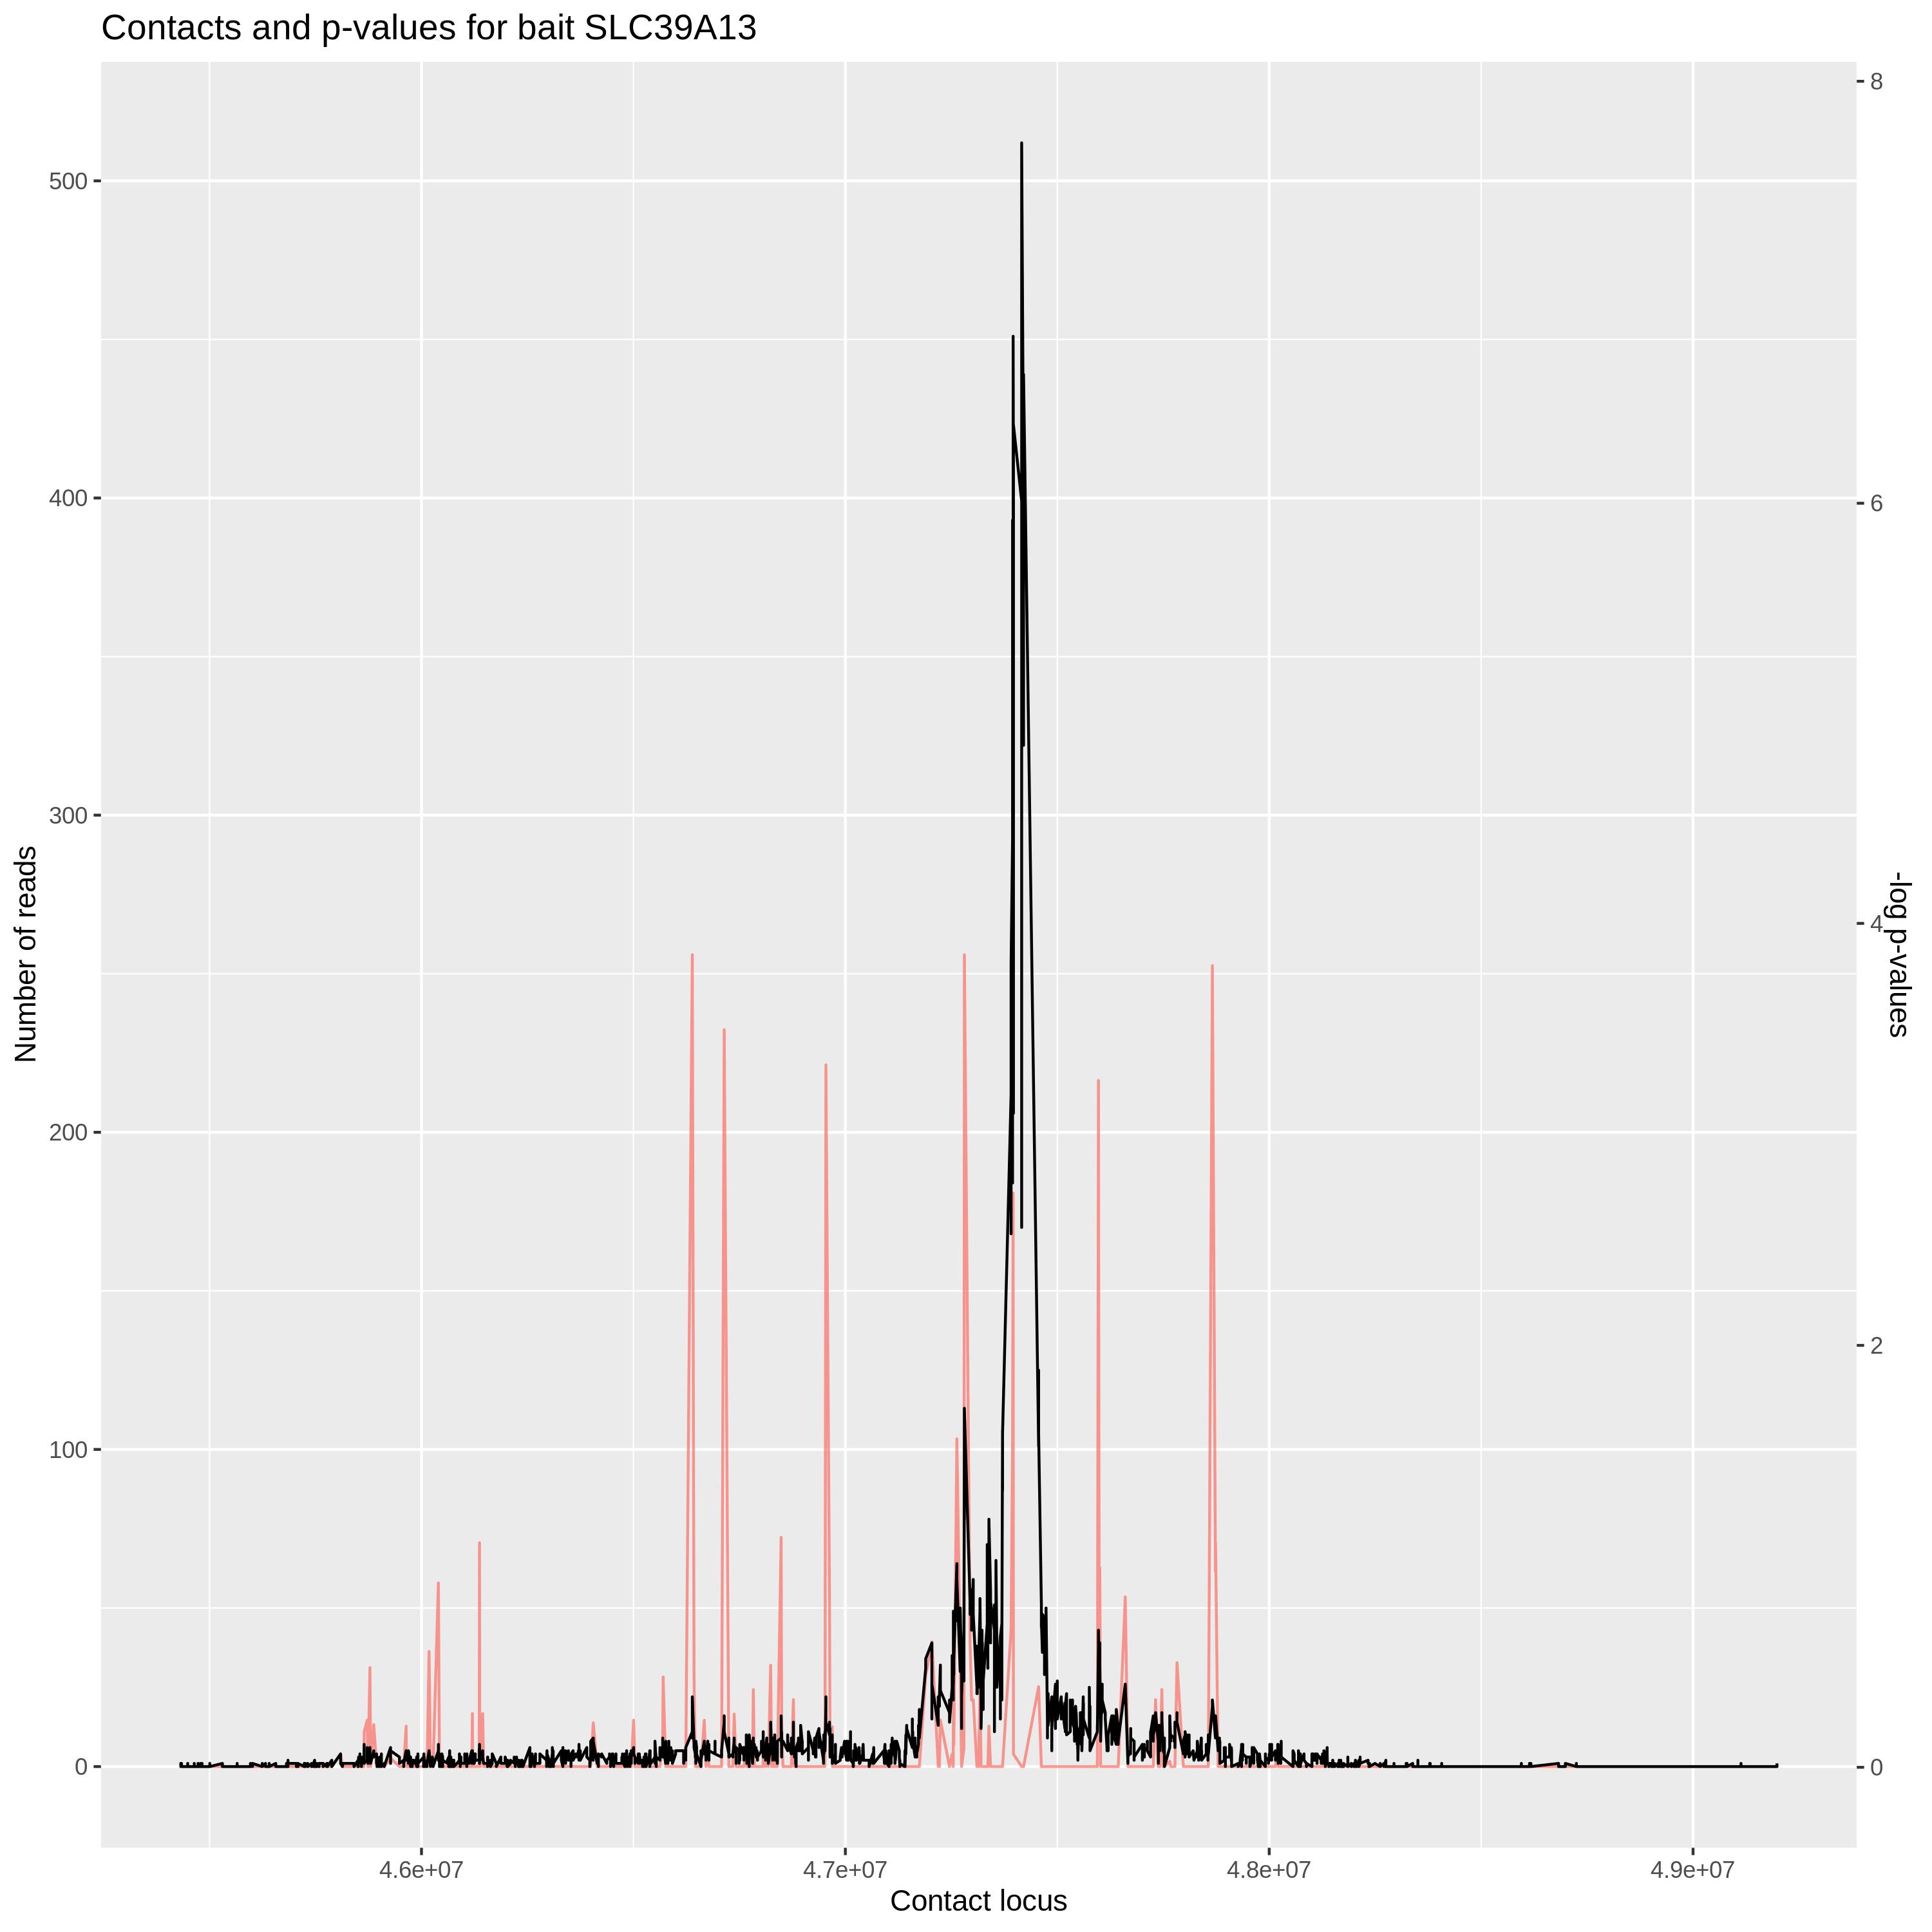 Contacts and p-values for bait SLC39A13
8
500
400
6
300
Number of reads
-log p-values
4
200
2
100
0
0
4.6e+07
4.7e+07
4.8e+07
4.9e+07
Contact locus